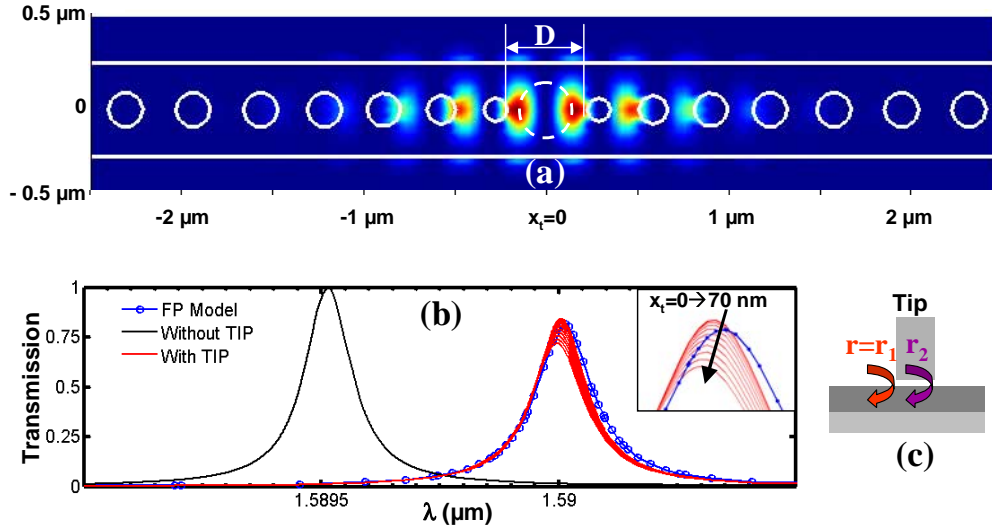 0.5 µm
D
0
(a)
- 0.5 µm
-2 µm
-1 µm
xt=0
1 µm
2 µm
Transmission
1
0.75
0.5
0.25
0
FP Model
Without TIP
With TIP
(b)
xt=0→70 nm
1.5895
1.59
λ (µm)
Tip
r=r1
r2
(c)